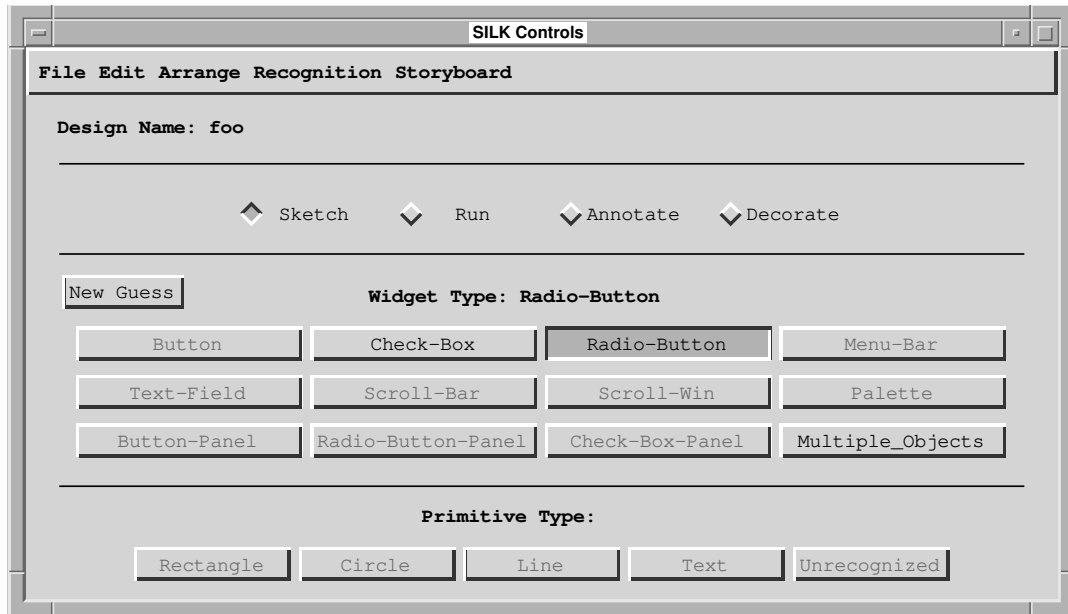 SILK Controls
File Edit Arrange Recognition Storyboard
Design Name: foo
Sketch Run Annotate Decorate
New Guess
Widget Type: Radio-Button
Button Check-Box Radio-Button Menu-Bar
Text-Field Scroll-Bar Scroll-Win Palette
Button-Panel Radio-Button-Panel Check-Box-Panel Multiple_Objects
Primitive Type:
Rectangle Circle Line Text Unrecognized